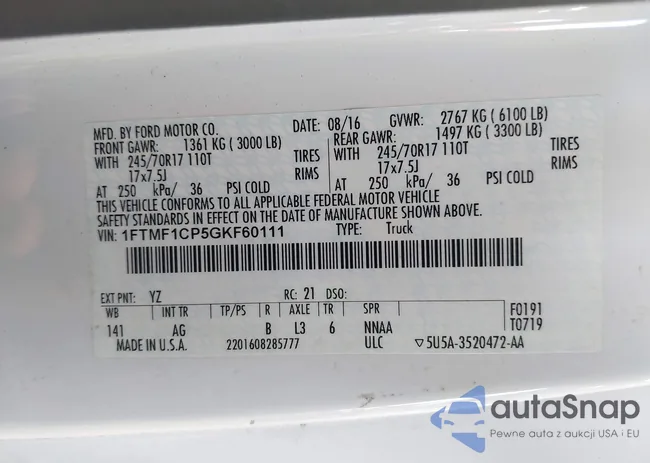 MFD. BY FORD MOTOR CO. DATE: 08/16 GVWR: 2767 KG ( 6100 LB)
FRONT GAWR: 1361 KG ( 3000 LB) REAR GAWR: 1497 KG ( 3300 LB)
WITH 245/70R17 110T TIRES WITH 245/70R17 110T TIRES
17x7.5J RIMS 17x7.5J RIMS
AT 250 kPa/ 36 PSI COLD AT 250 kPa/ 36 PSI COLD
THIS VEHICLE CONFORMS TO ALL APPLICABLE FEDERAL MOTOR VEHICLE
SAFETY STANDARDS IN EFFECT ON THE DATE OF MANUFACTURE SHOWN ABOVE.
VIN: 1FTMF1CP5GKF60111 TYPE: Truck
EXT PNT: YZ RC: 21 DSO:
WB INT TR TP/PS R AXLE TR SPR F0191
141 AG B L3 6 NNAA T0719
MADE IN U.S.A. 2201608285777 ULC ▽5U5A-3520472-AA
autoSnap
Pewne auta z aukcji USA i EU